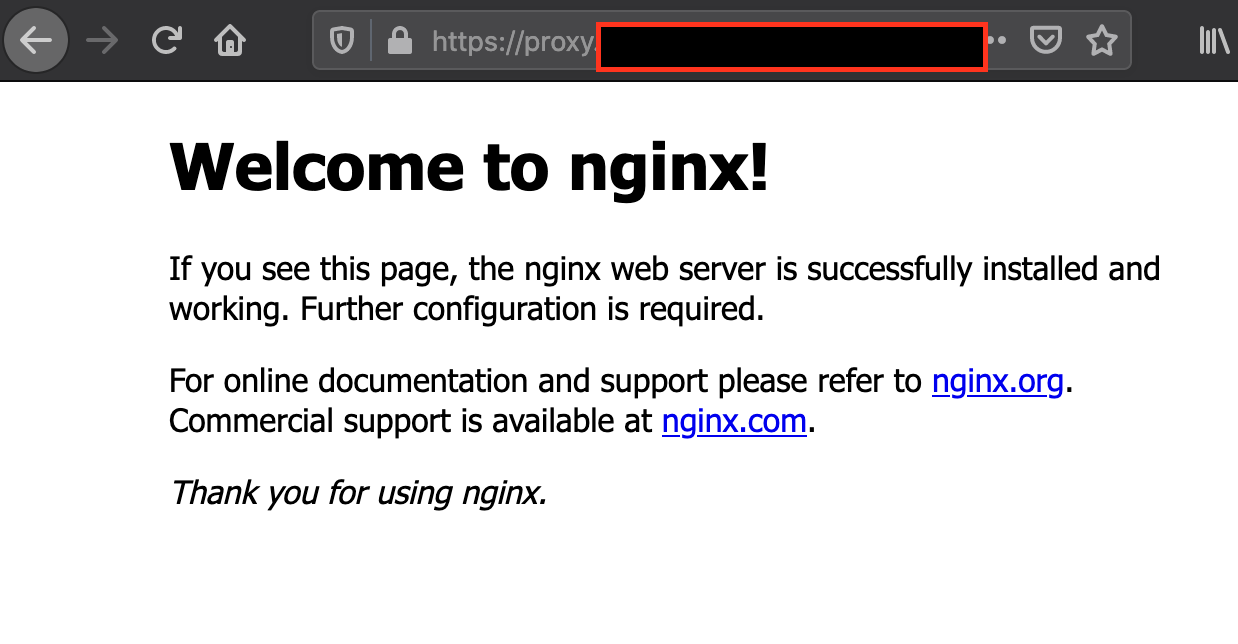 https://proxy.
Welcome to nginx!
If you see this page, the nginx web server is successfully installed and
working. Further configuration is required.
For online documentation and support please refer to nginx.org.
Commercial support is available at nginx.com.
Thank you for using nginx.